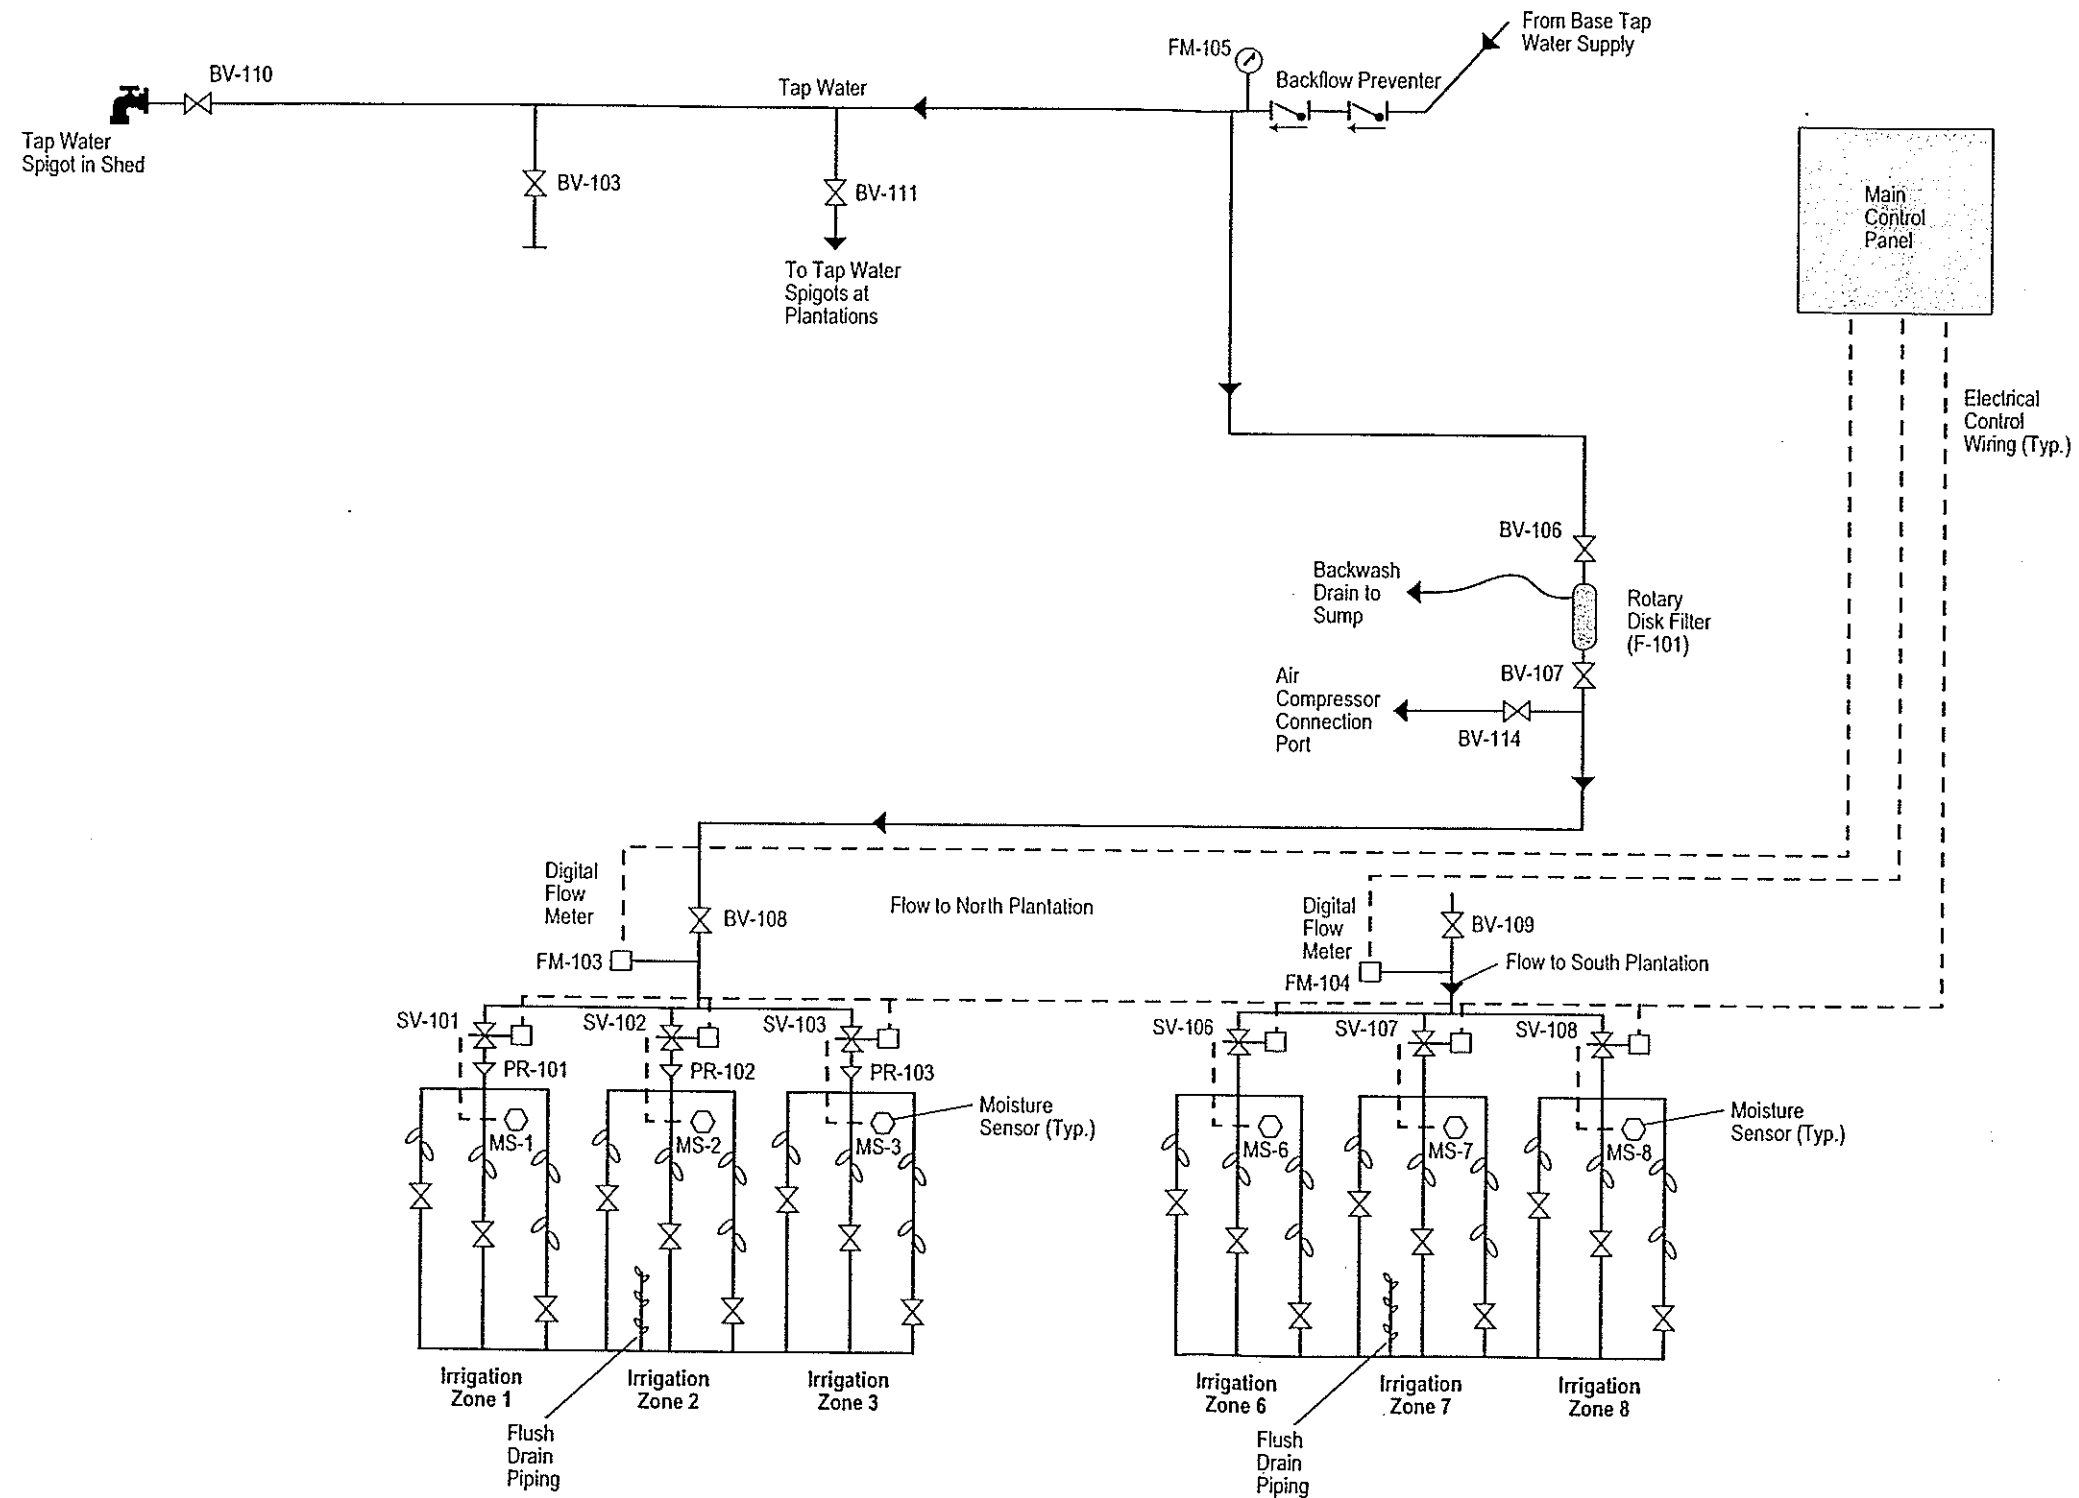 From Base Tap
Water Supply
FM-105
Backflow Preventer
BV-110
Tap Water
Tap Water
Spigot in Shed
BV-103
BV-111
To Tap Water
Spigots at
Plantations
Main
Control
Panel
Electrical
Control
Wiring (Typ.)
BV-106
Backwash
Drain to
Sump
Rotary
Disk Filter
(F-101)
BV-107
Air
Compressor
Connection
Port
BV-114
Digital
Flow
Meter
BV-108
Flow to North Plantation
FM-103
Digital
Flow
Meter
BV-109
Flow to South Plantation
FM-104
SV-101
SV-102
SV-103
SV-106
SV-107
SV-108
PR-101
PR-102
PR-103
Moisture
Sensor (Typ.)
Moisture
Sensor (Typ.)
MS-1
MS-2
MS-3
MS-6
MS-7
MS-8
Irrigation
Zone 1
Irrigation
Zone 2
Irrigation
Zone 3
Irrigation
Zone 6
Irrigation
Zone 7
Irrigation
Zone 8
Flush
Drain
Piping
Flush
Drain
Piping